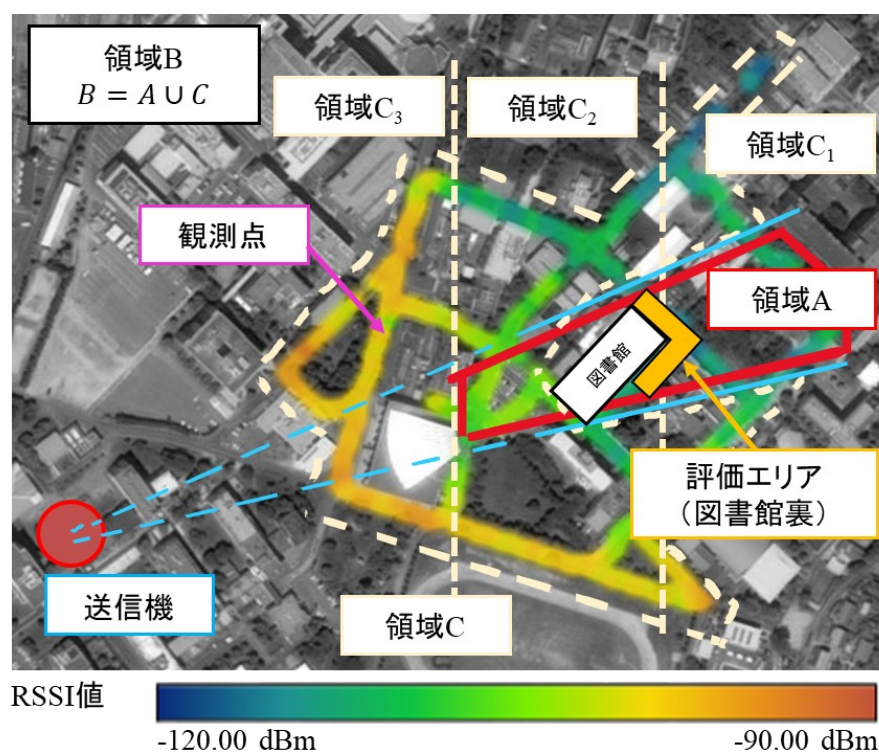 領域B
B = A ∪ C
領域C₃
領域C₂
領域C₁
観測点
領域A
図書館
評価エリア
(図書館裏)
送信機
領域C
RSSI値
-120.00 dBm
-90.00 dBm